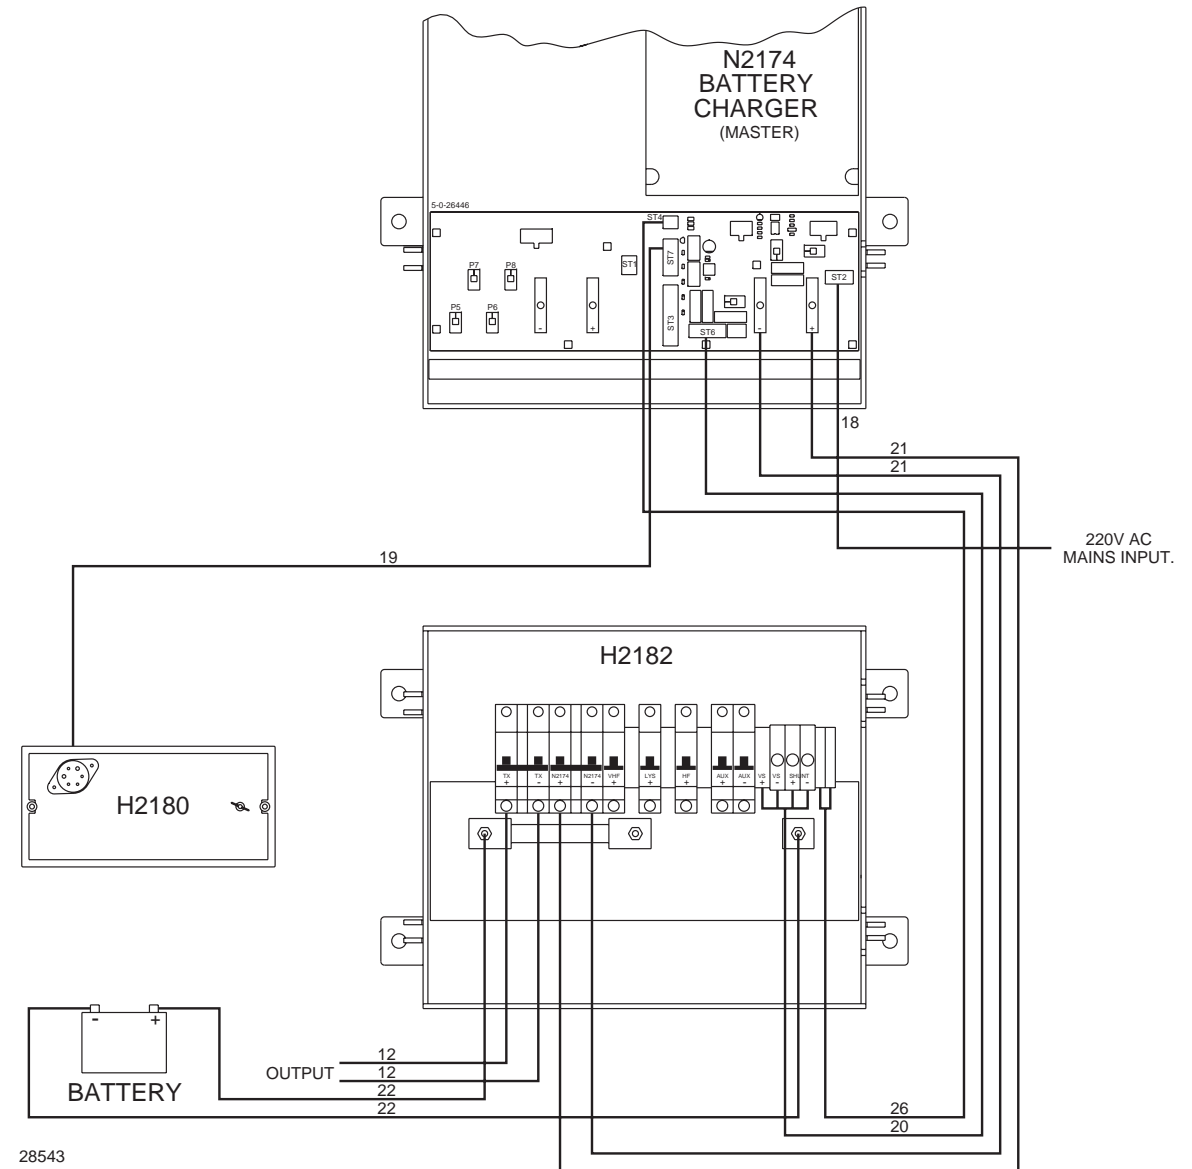 N2174
BATTERY
CHARGER
(MASTER)
5-0-26446
ST4
P7
P8
ST1
ST7
ST2
P5
P6
ST3
ST6
-
+
-
+
18
21
21
19
220V AC
MAINS INPUT.
H2182
TX
+
TX
-
N2174
+
N2174
-
VHF
+
LYS
+
HF
+
AUX
+
AUX
-
VS
+
VS
-
SHUNT
+ -
H2180
- +
BATTERY
OUTPUT
12
12
22
22
26
20
28543